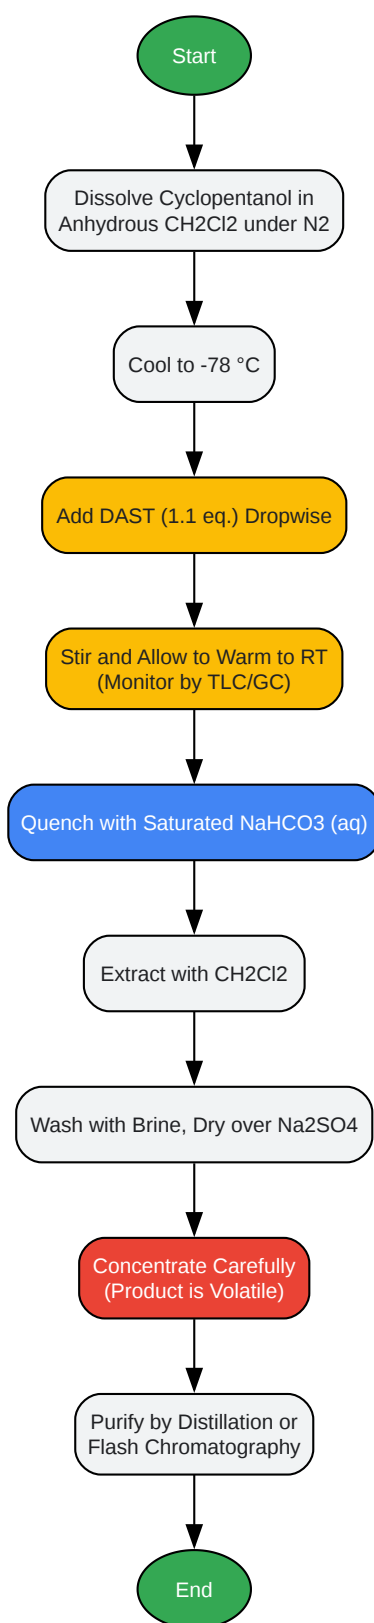 Start
Dissolve Cyclopentanol in
Anhydrous CH2Cl2 under N2
Cool to -78 °C
Add DAST (1.1 eq.) Dropwise
Stir and Allow to Warm to RT
(Monitor by TLC/GC)
Quench with Saturated NaHCO3 (aq)
Extract with CH2Cl2
Wash with Brine, Dry over Na2SO4
Concentrate Carefully
(Product is Volatile)
Purify by Distillation or
Flash Chromatography
End